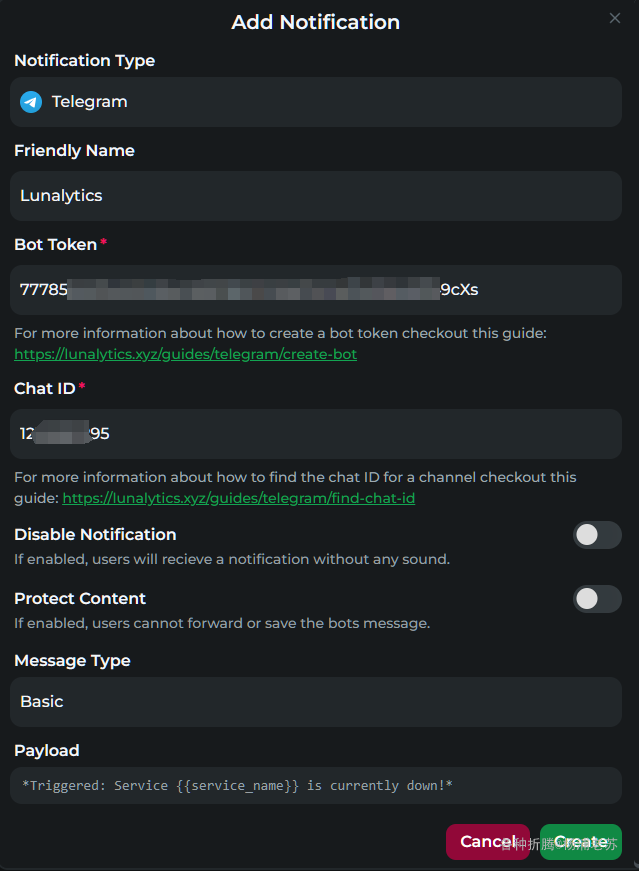 Add Notification
Notification Type
Telegram
Friendly Name
Lunalytics
Bot Token*
77785 9cXs
For more information about how to create a bot token checkout this guide:
https://lunalytics.xyz/guides/telegram/create-bot
Chat ID*
12 95
For more information about how to find the chat ID for a channel checkout this
guide: https://lunalytics.xyz/guides/telegram/find-chat-id
Disable Notification
If enabled, users will recieve a notification without any sound.
Protect Content
If enabled, users cannot forward or save the bots message.
Message Type
Basic
Payload
*Triggered: Service {{service_name}} is currently down!*
Cancel Create
各种折腾